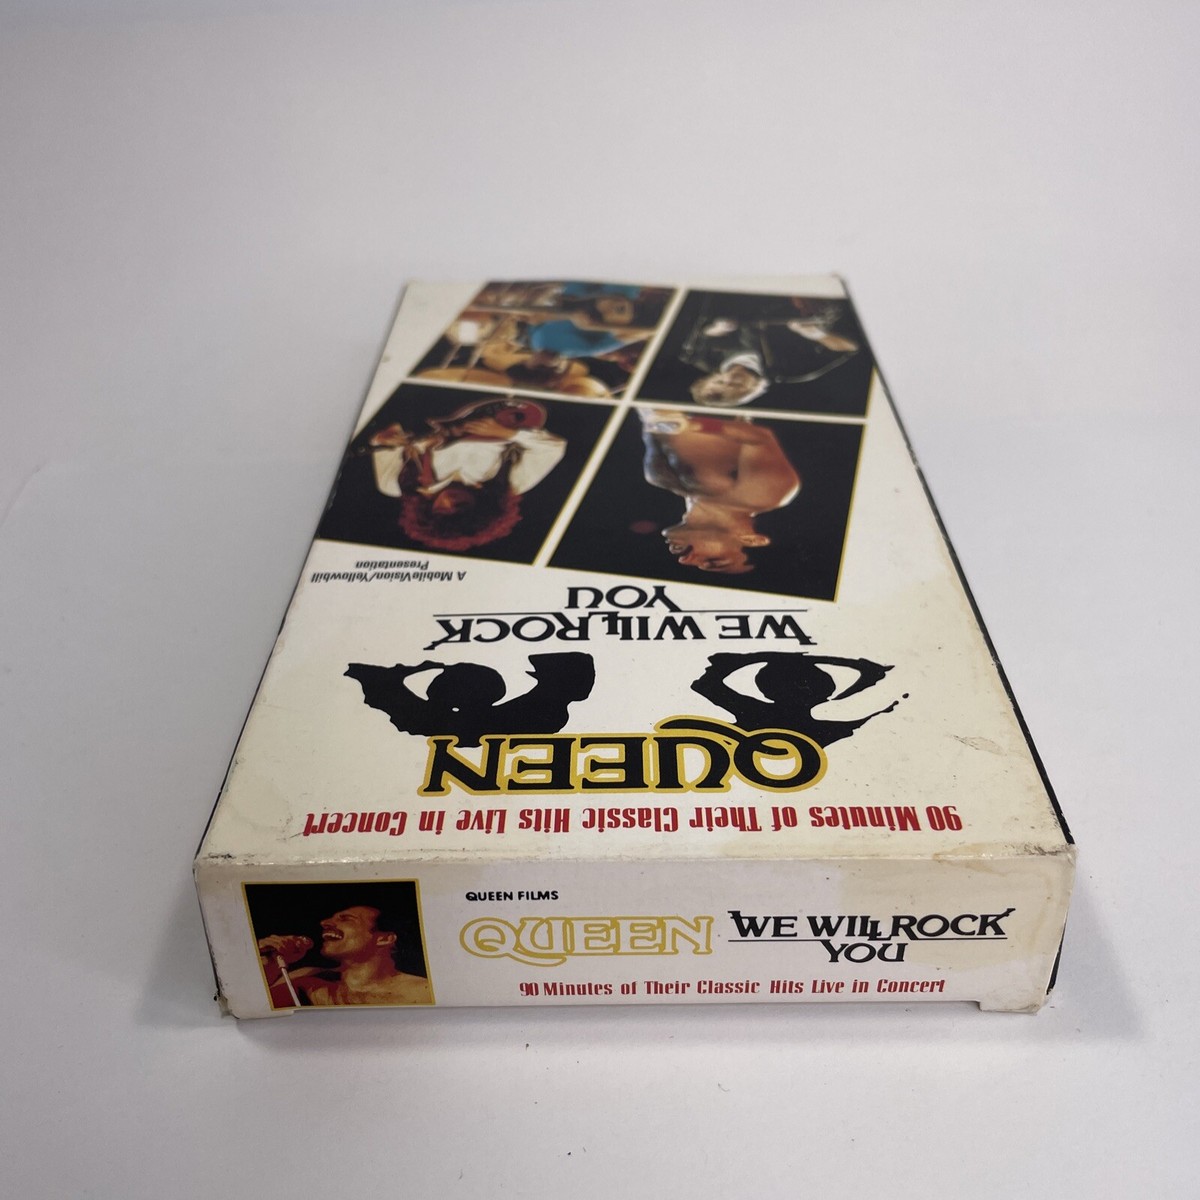 90 Minutes of Their Classic Hits Live in Concert
QUEEN
WE WILL ROCK
YOU
A MobileVision/Yellowbill
Presentation
QUEEN FILMS
QUEEN WE WILL ROCK
YOU
90 Minutes of Their Classic Hits Live in Concert